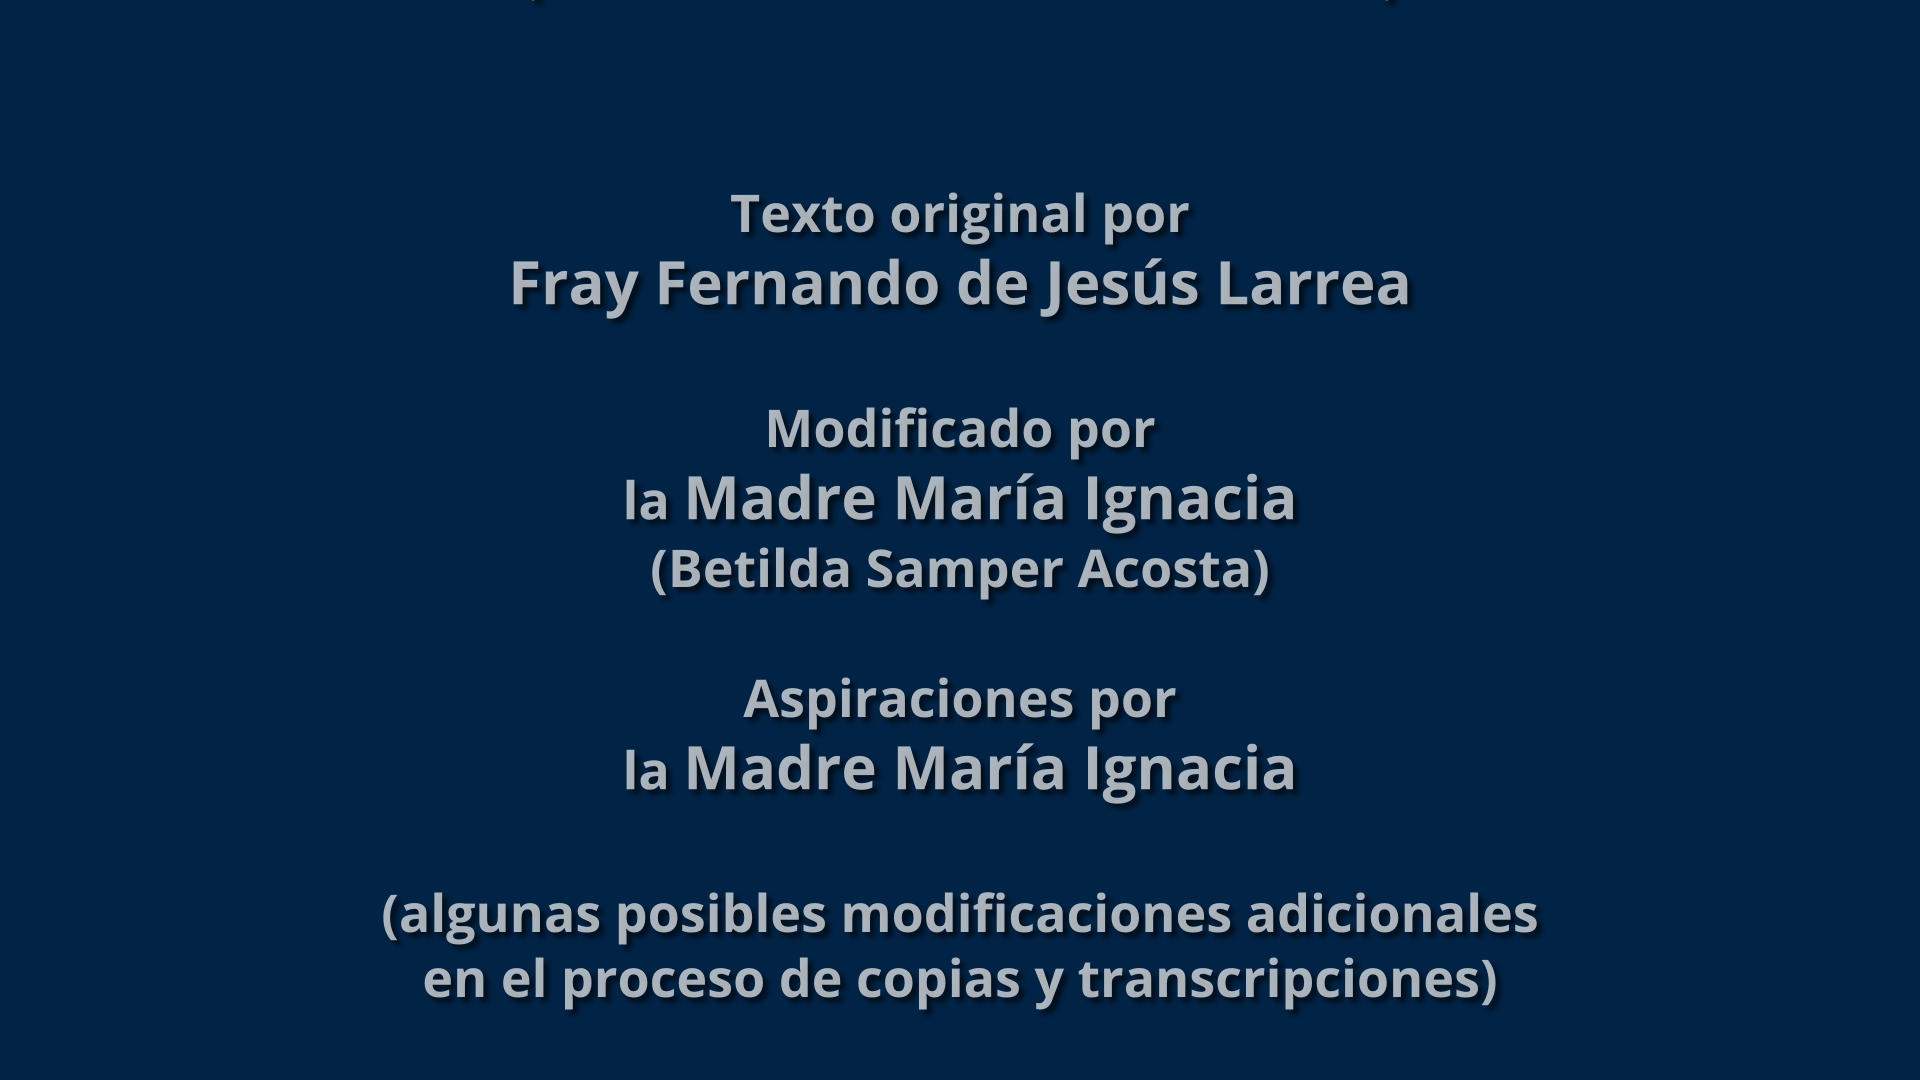 Texto original por
Fray Fernando de Jesús Larrea
Modificado por
la Madre María Ignacia
(Betilda Samper Acosta)
Aspiraciones por
la Madre María Ignacia
(algunas posibles modificaciones adicionales
en el proceso de copias y transcripciones)